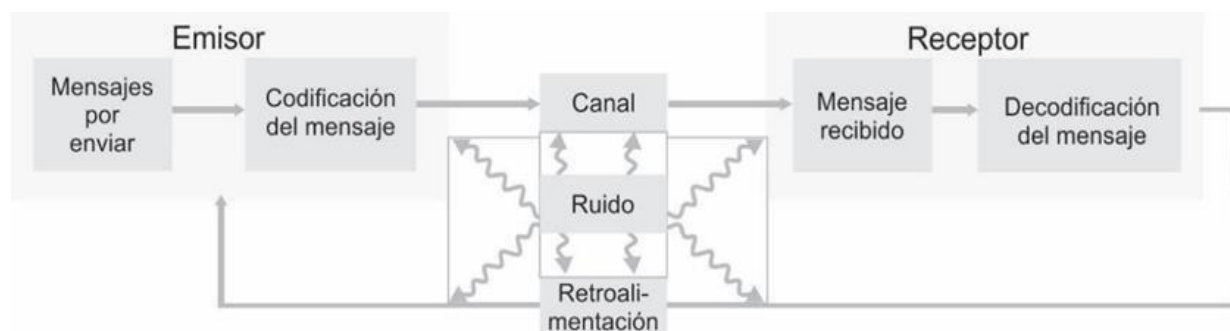 Emisor
Mensajes
por
enviar
Codificación
del mensaje
Canal
Ruido
Retroali-
mentación
Receptor
Mensaje
recibido
Decodificación
del mensaje